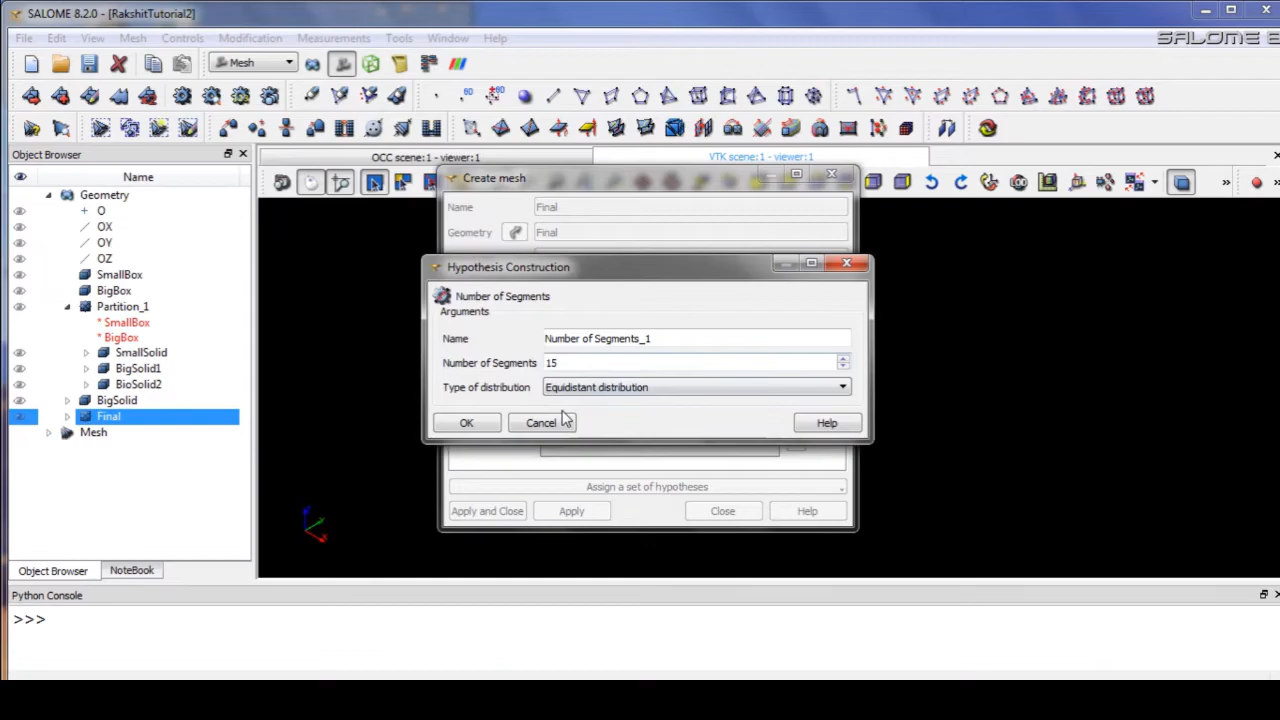 SALOME 8.2.0 - [RakshitTutorial2]
File Edit View Mesh Controls Modification Measurements Tools Window Help
SALOME
Mesh
60
60
Object Browser
OCC scene:1 - viewer:1
VTK scene:1 - viewer:1
Name
Geometry
O
OX
OY
OZ
SmallBox
BigBox
Partition_1
* SmallBox
* BigBox
SmallSolid
BigSolid1
BioSolid2
BigSolid
Final
Mesh
Create mesh
Name Final
Geometry Final
Hypothesis Construction
Number of Segments
Arguments
Name Number of Segments_1
Number of Segments 15
Type of distribution Equidistant distribution
OK Cancel Help
Assign a set of hypotheses
Apply and Close Apply Close Help
Object Browser NoteBook
Python Console
>>>